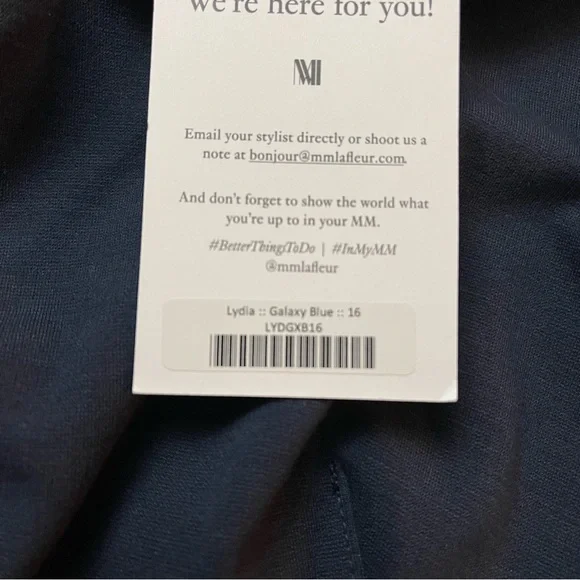 we're here for you!
MM
Email your stylist directly or shoot us a
note at bonjour@mmlafleur.com.
And don't forget to show the world what
you're up to in your MM.
#BetterThingsToDo | #InMyMM
@mmlafleur
Lydia :: Galaxy Blue :: 16
LYDGXB16